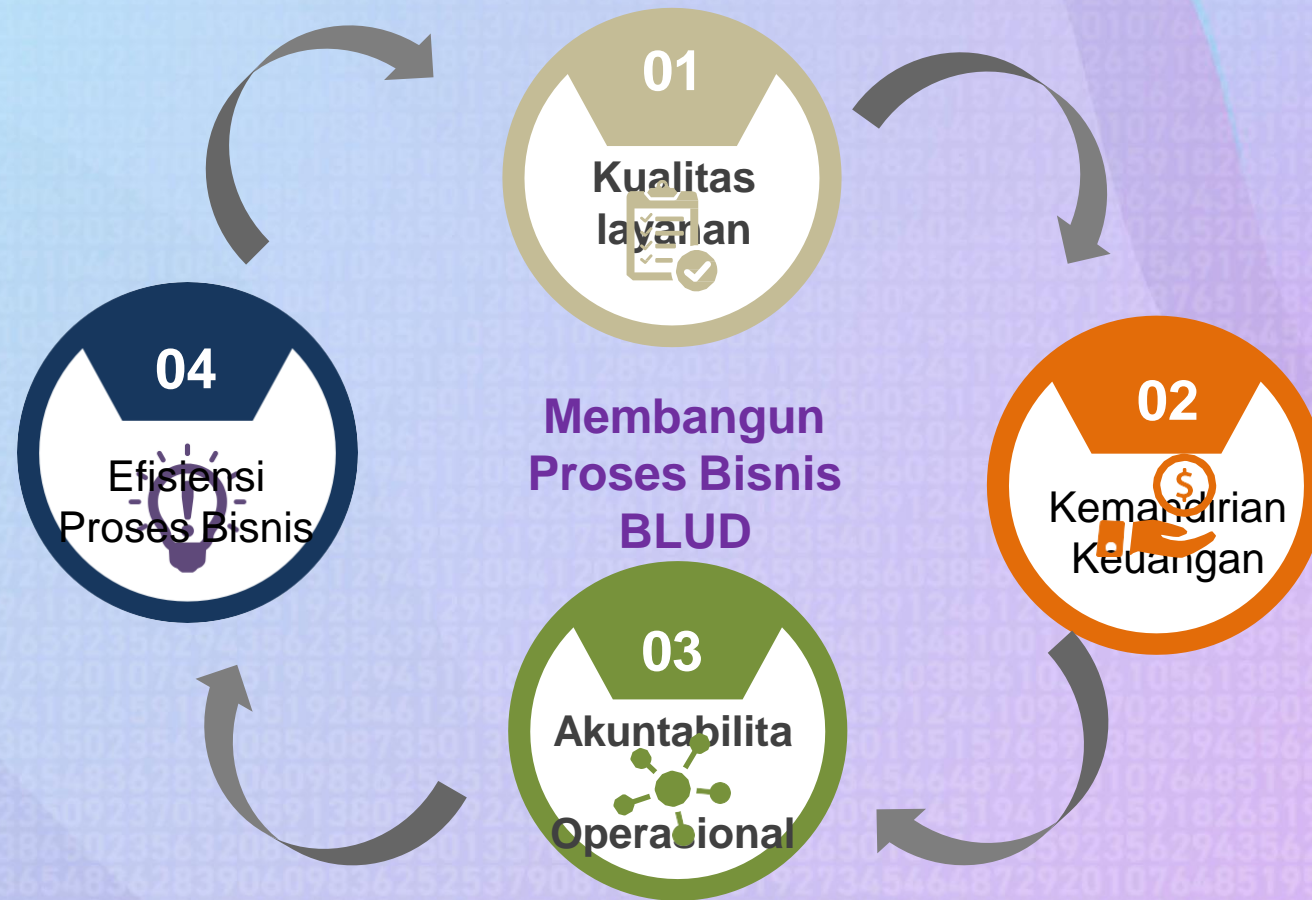 01
Kualitas
layanan
02
Kemandirian
Keuangan
03
Akuntabilita
Operasional
04
Efisiensi
Proses Bisnis
Membangun
Proses Bisnis
BLUD